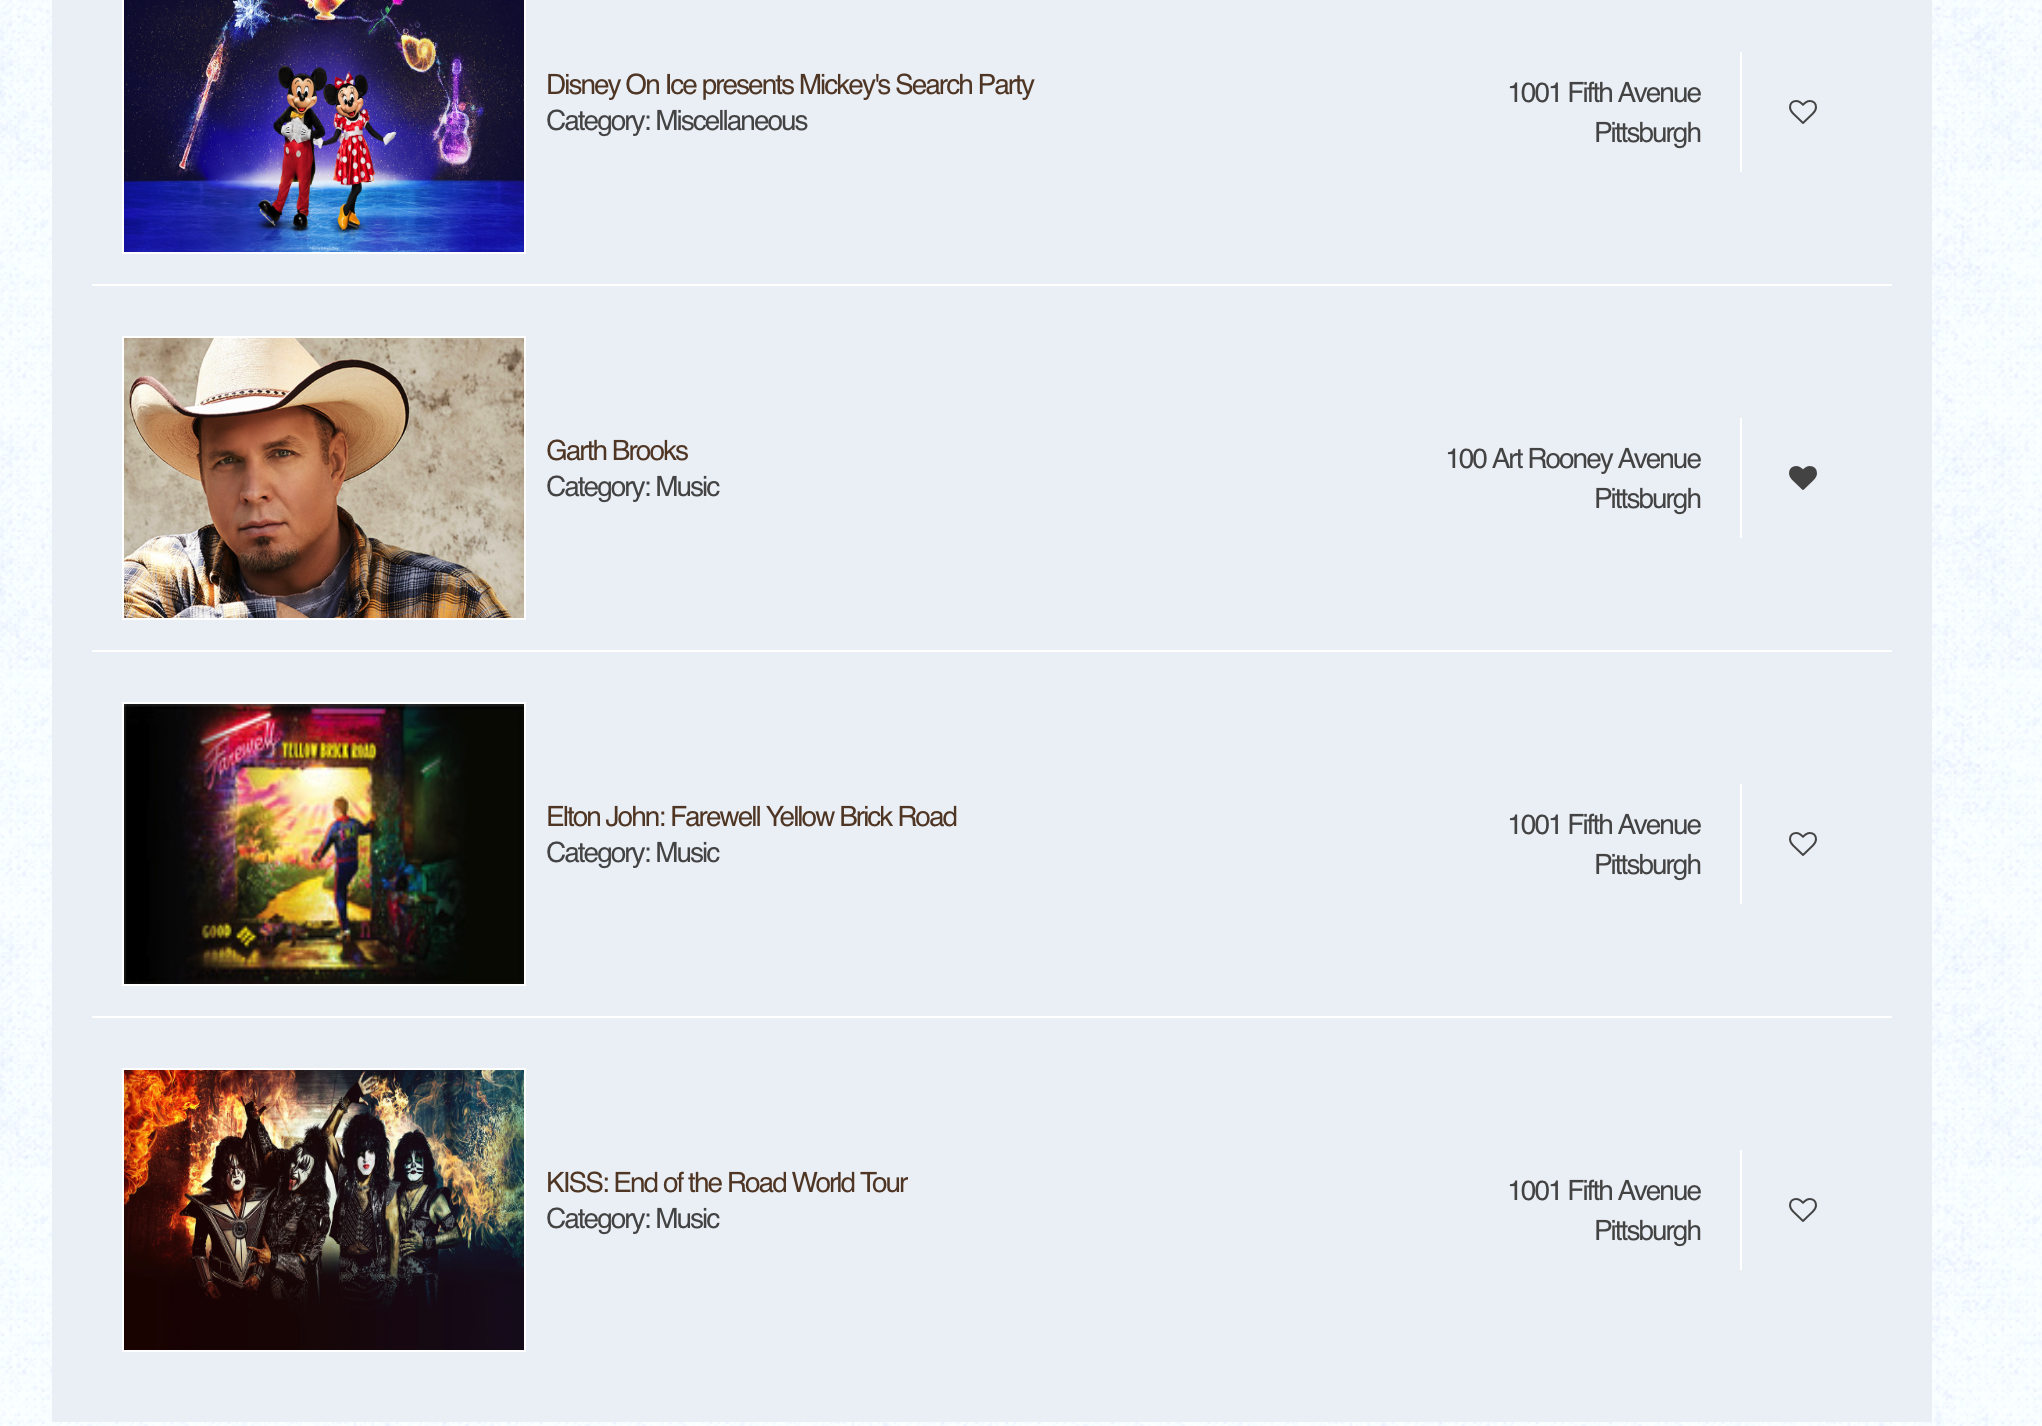 Disney On Ice presents Mickey's Search Party
Category: Miscellaneous
1001 Fifth Avenue
Pittsburgh
Garth Brooks
Category: Music
100 Art Rooney Avenue
Pittsburgh
Farewell
YELLOW BRICK ROAD
GOOD BYE
Elton John: Farewell Yellow Brick Road
Category: Music
1001 Fifth Avenue
Pittsburgh
KISS: End of the Road World Tour
Category: Music
1001 Fifth Avenue
Pittsburgh